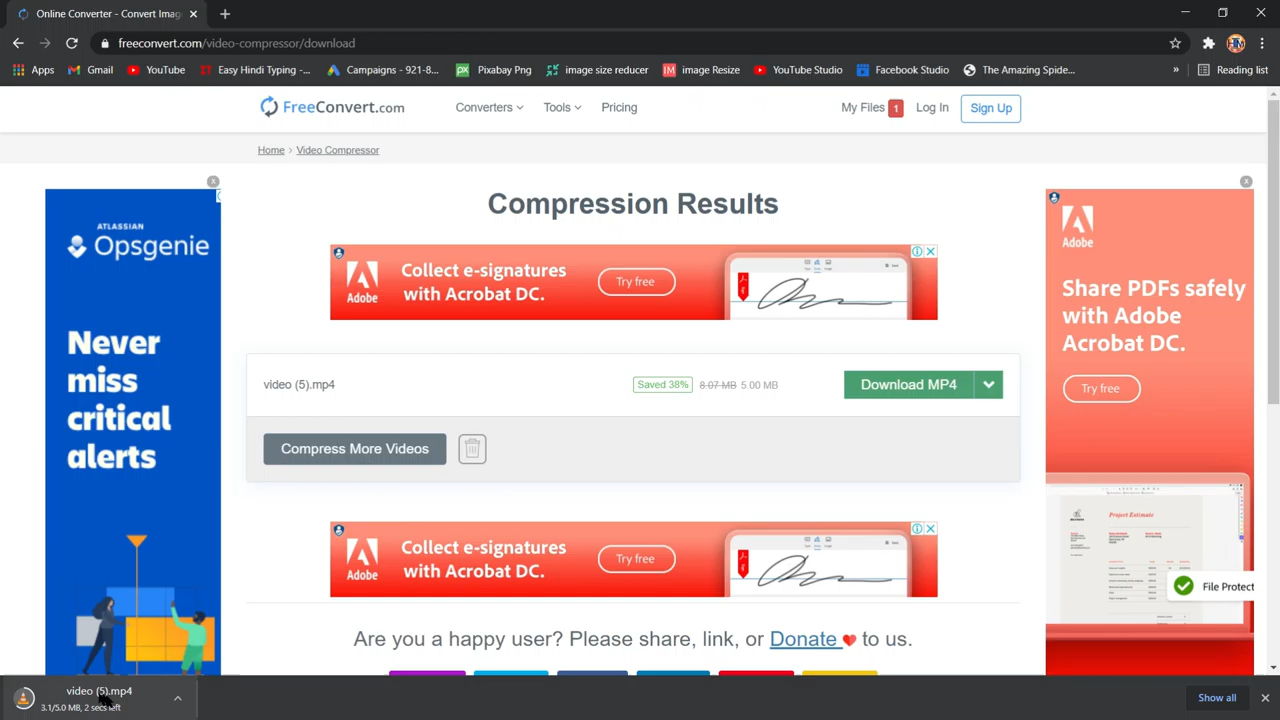 Online Converter - Convert Imag
freeconvert.com/video-compressor/download
Apps
Gmail
YouTube
Easy Hindi Typing -...
Campaigns - 921-8...
Pixabay Png
image size reducer
image Resize
YouTube Studio
Facebook Studio
The Amazing Spide...
»
Reading list
FreeConvert.com
Converters
Tools
Pricing
My Files 1
Log In
Sign Up
Home > Video Compressor
Compression Results
ATLASSIAN
Opsgenie
Never
miss
critical
alerts
Adobe
Collect e-signatures
with Acrobat DC.
Try free
Adobe
Share PDFs safely
with Adobe
Acrobat DC.
Try free
video (5).mp4
Saved 38%
8.07 MB 5.00 MB
Download MP4
Compress More Videos
Adobe
Collect e-signatures
with Acrobat DC.
Try free
Project Estimate
File Protect
Are you a happy user? Please share, link, or Donate to us.
video (5).mp4
3.1/5.0 MB, 2 secs left
Show all